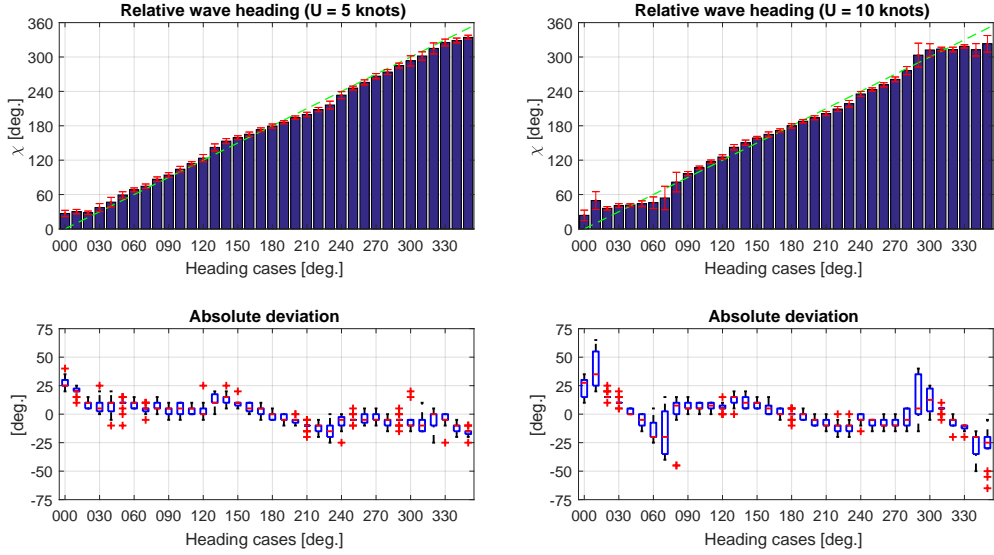 Relative wave heading (U = 5 knots)
360
300
240
180
120
60
0
χ [deg.]
000 030 060 090 120 150 180 210 240 270 300 330
Heading cases [deg.]
Relative wave heading (U = 10 knots)
360
300
240
180
120
60
0
χ [deg.]
000 030 060 090 120 150 180 210 240 270 300 330
Heading cases [deg.]
Absolute deviation
75
50
25
0
-25
-50
-75
[deg.]
000 030 060 090 120 150 180 210 240 270 300 330
Heading cases [deg.]
Absolute deviation
75
50
25
0
-25
-50
-75
[deg.]
000 030 060 090 120 150 180 210 240 270 300 330
Heading cases [deg.]